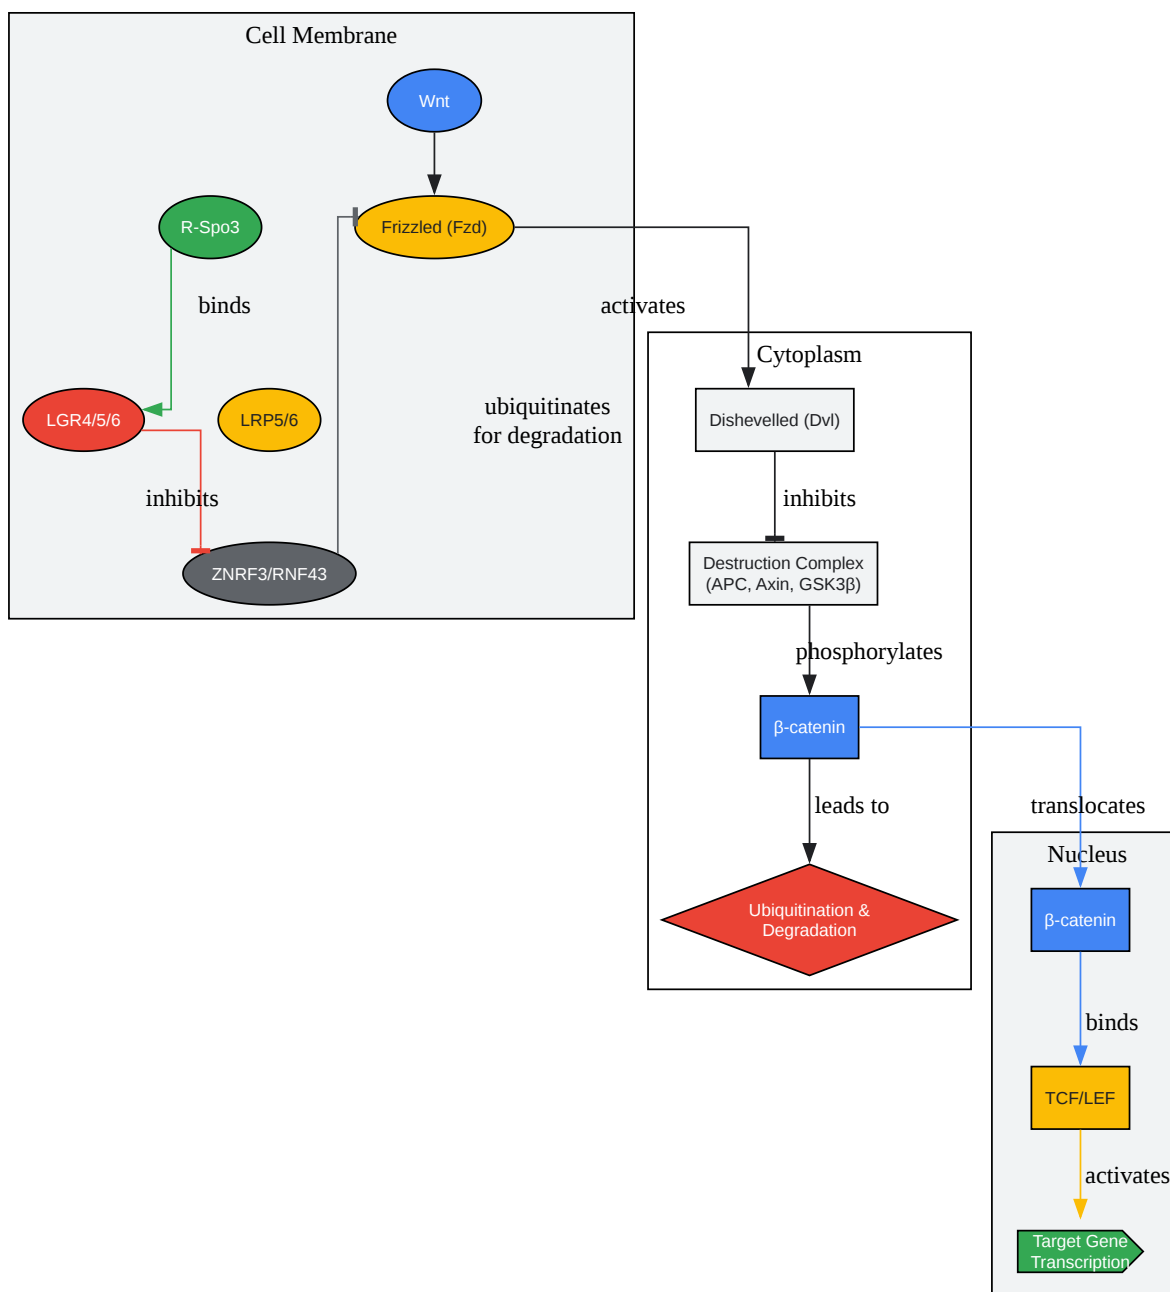 Cell Membrane
Wnt
R-Spo3
Frizzled (Fzd)
binds
activates
Cytoplasm
LGR4/5/6
LRP5/6
ubiquitinates
for degradation
Dishevelled (Dvl)
inhibits
inhibits
ZNRF3/RNF43
Destruction Complex
(APC, Axin, GSK3β)
phosphorylates
β-catenin
leads to
translocates
Nucleus
Ubiquitination &
Degradation
β-catenin
binds
TCF/LEF
activates
Target Gene
Transcription